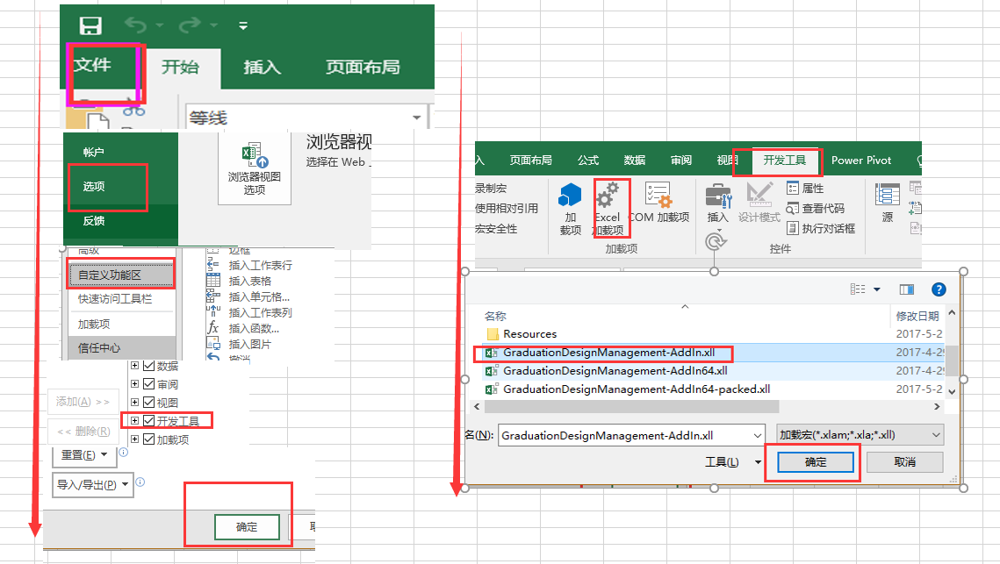 文件
开始
插入
页面布局
等线
帐户
选项
反馈
浏览器视图
选项
浏览器视
选择在 Web
高级
自定义功能区
快速访问工具栏
加载项
信任中心
边框
插入工作表行
插入表格
插入单元格...
插入工作表列
插入函数...
插入图片
撤消
数据
审阅
视图
开发工具
加载项
添加(A) >>
<< 删除(R)
重置(E)
导入/导出(P)
确定
取
入
页面布局
公式
数据
审阅
视图
开发工具
Power Pivot
录制宏
使用相对引用
宏安全性
加
载项
Excel
加载项
COM 加载项
加载项
插入
设计模式
属性
查看代码
执行对话框
控件
源
名称
修改日期
Resources
2017-5-2
GraduationDesignManagement-AddIn.xll
2017-4-29
GraduationDesignManagement-AddIn64.xll
2017-4-29
GraduationDesignManagement-AddIn64-packed.xll
2017-5-2
名(N):
GraduationDesignManagement-AddIn.xll
加载宏(*.xlam;*.xla;*.xll)
工具(L)
确定
取消